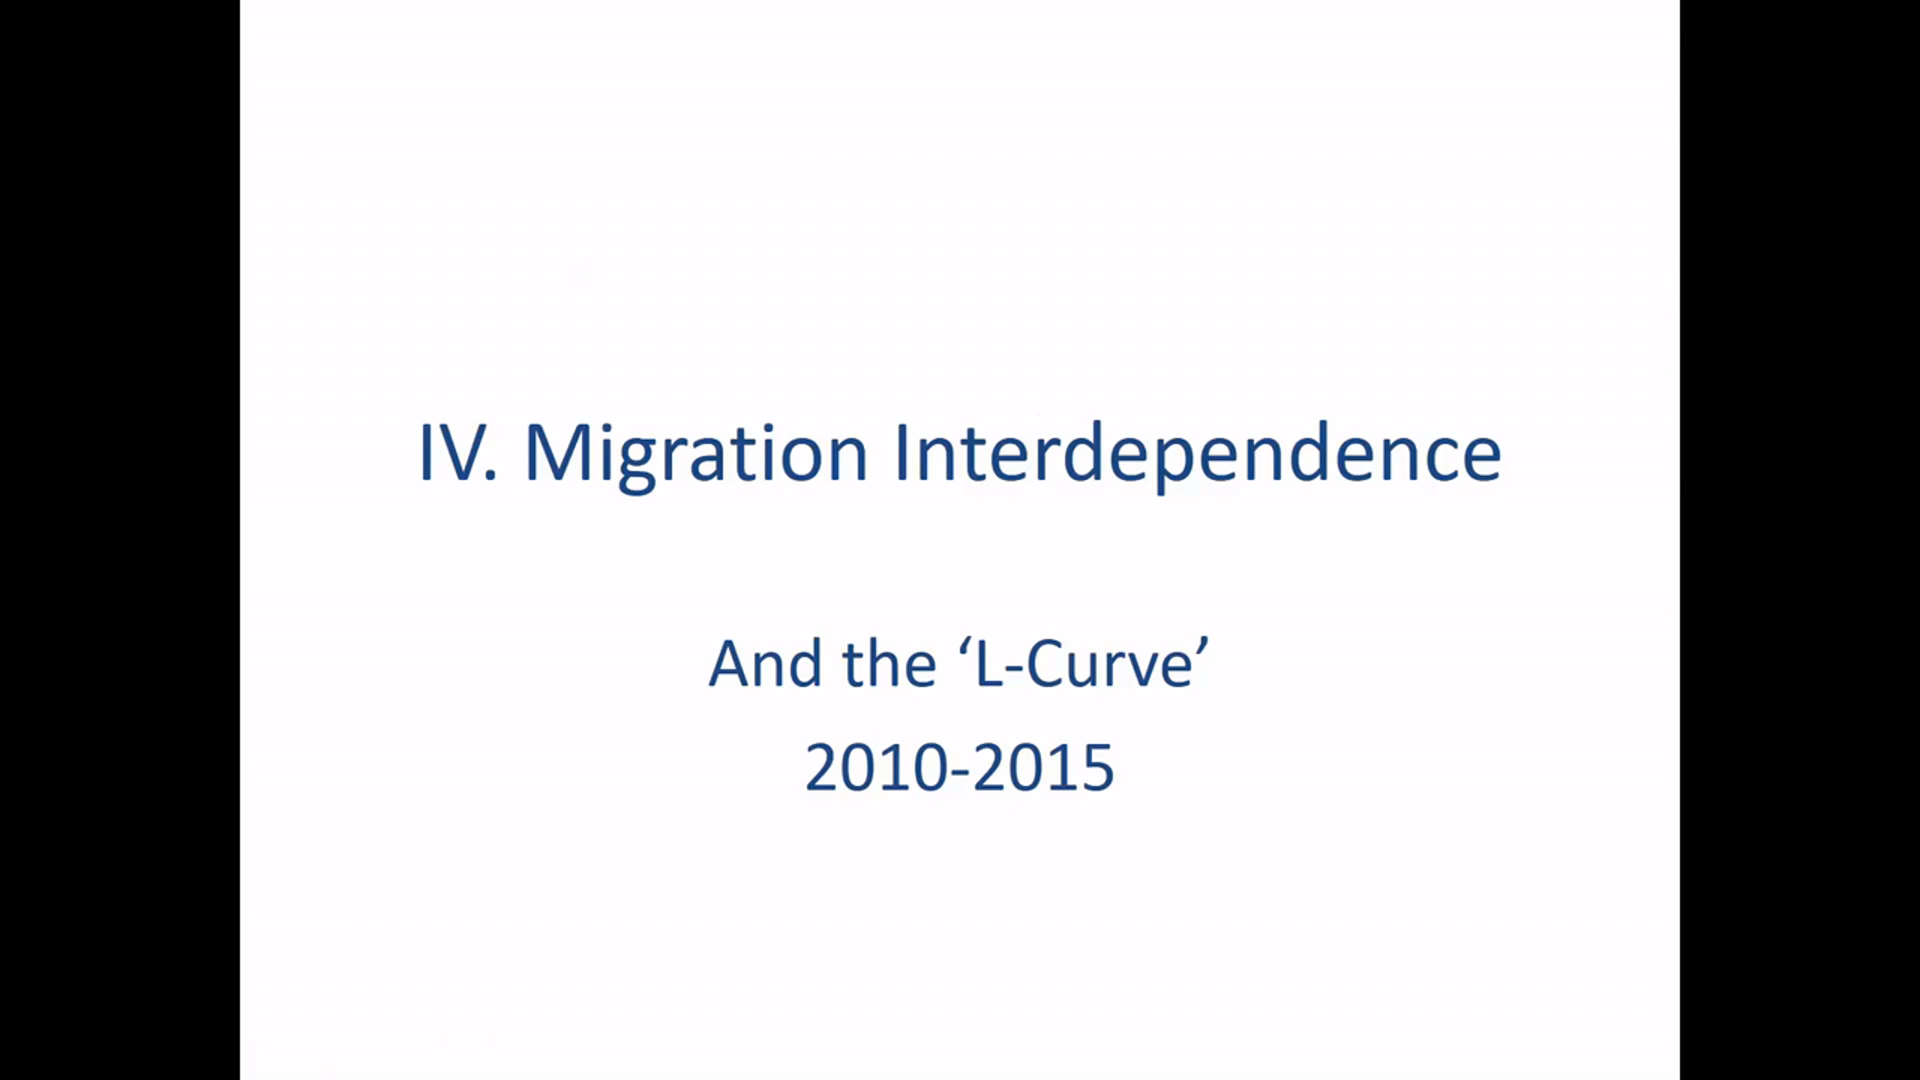 IV. Migration Interdependence
And the ‘L-Curve’
2010-2015